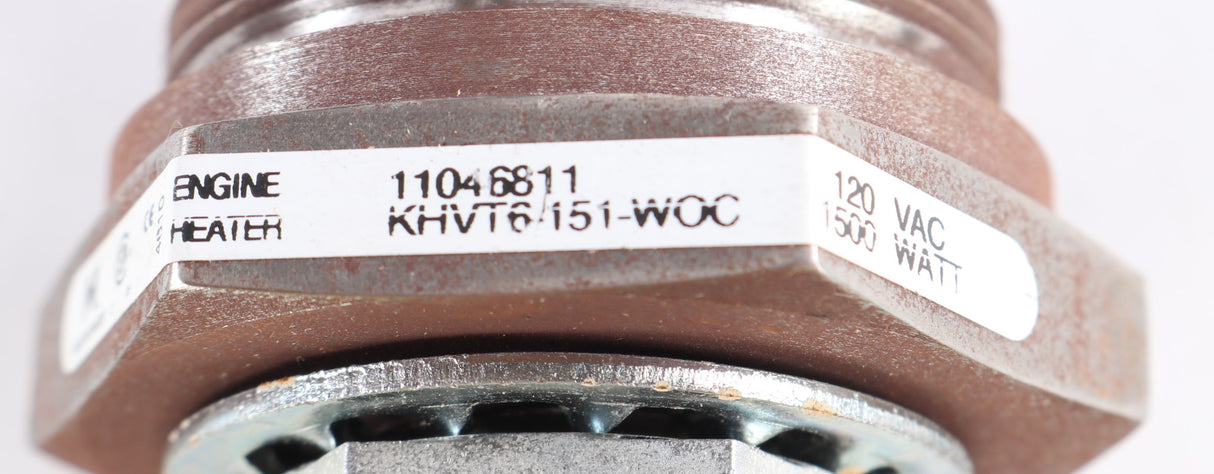 ENGINE
HEATER
11046811
KHVT6-151-WOC
120 VAC
1500 WATT